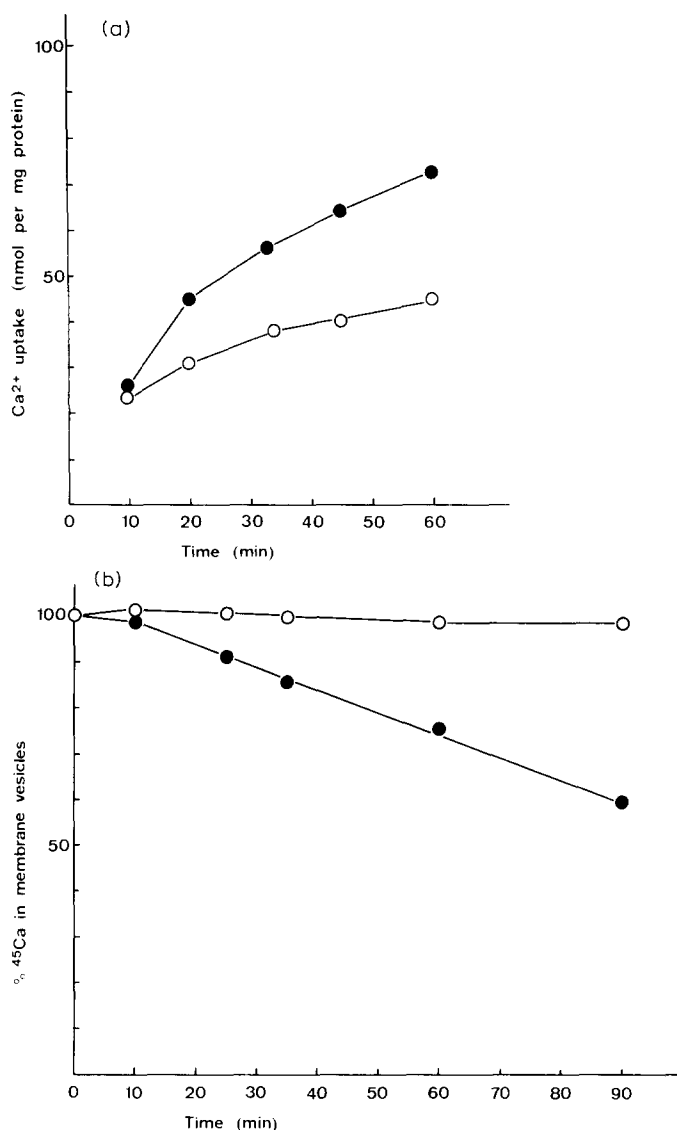 (a)
100
50
Ca²⁺ uptake (nmol per mg protein)
0 10 20 30 40 50 60
Time (min)
(b)
100
50
% ⁴⁵Ca in membrane vesicles
0 10 20 30 40 50 60 70 80 90
Time (min)